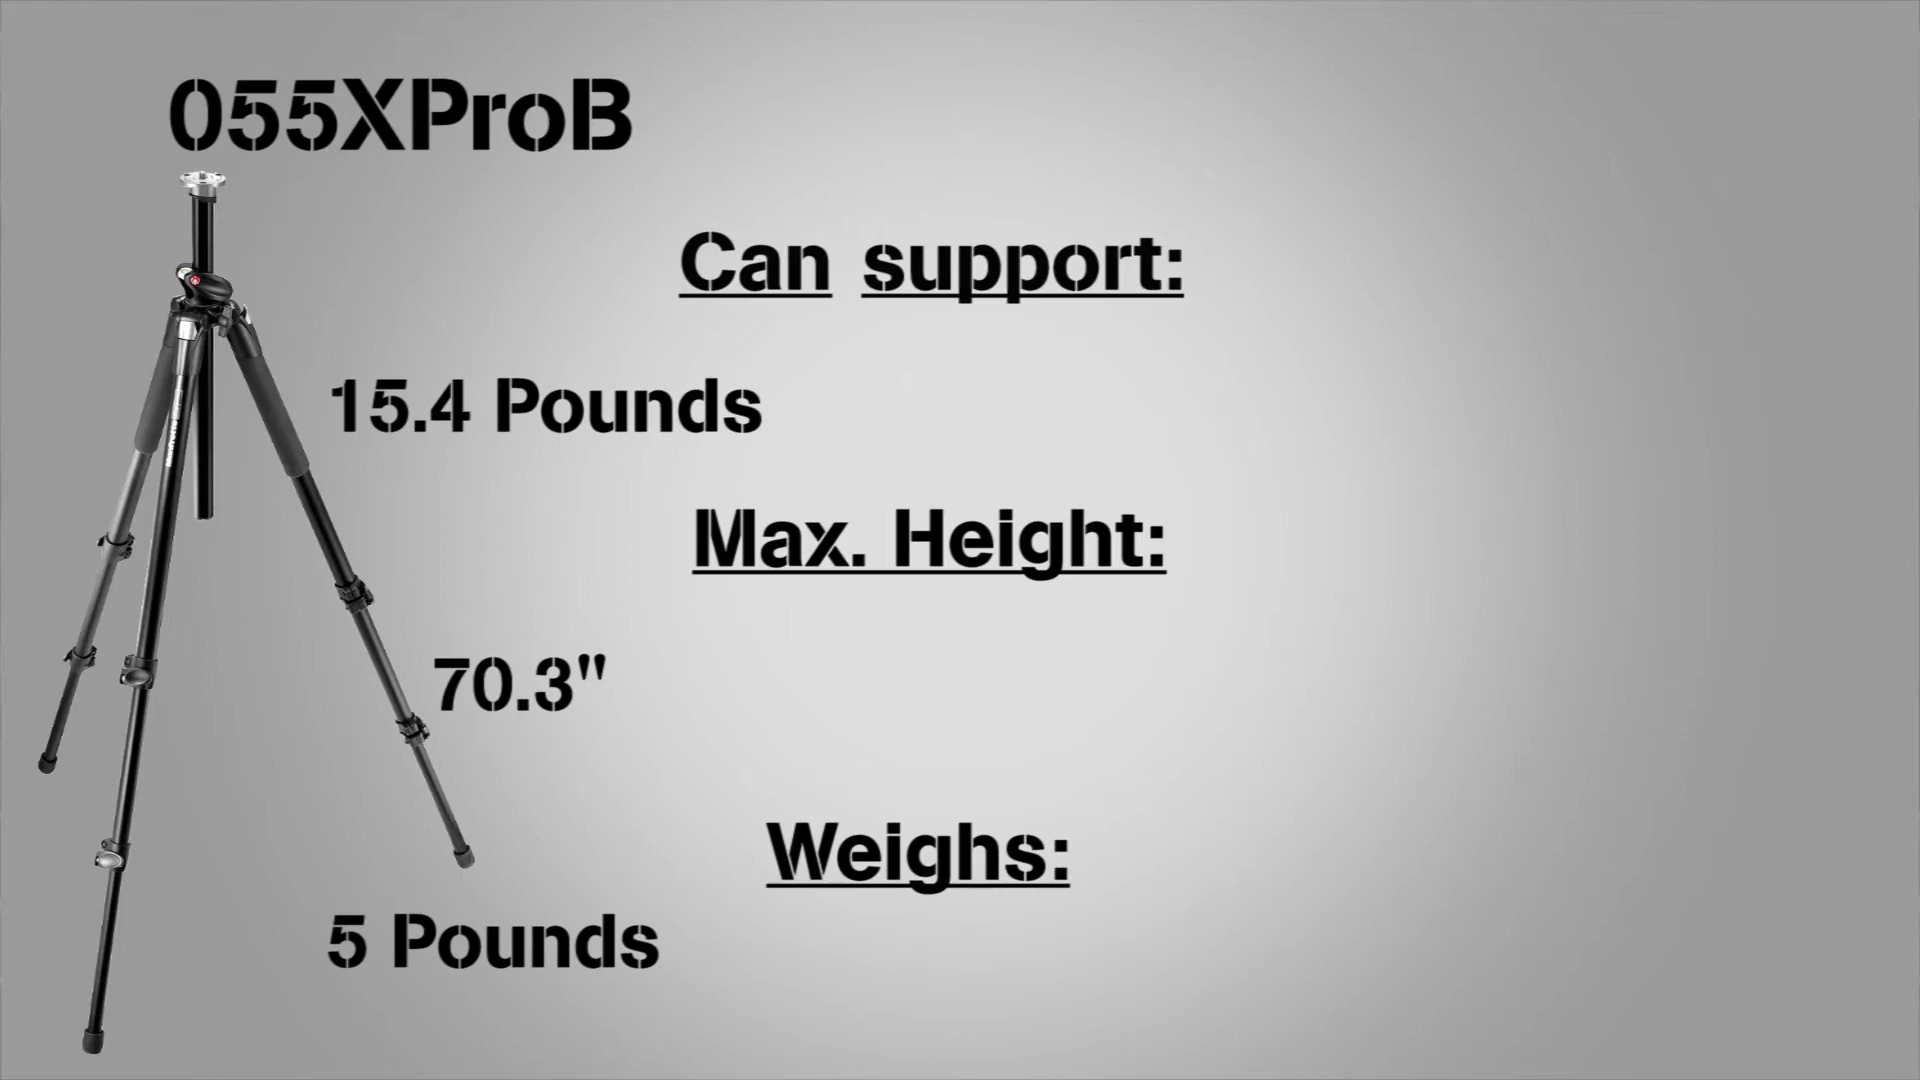 055XProB
Can support:
15.4 Pounds
Max. Height:
70.3"
Weighs:
5 Pounds